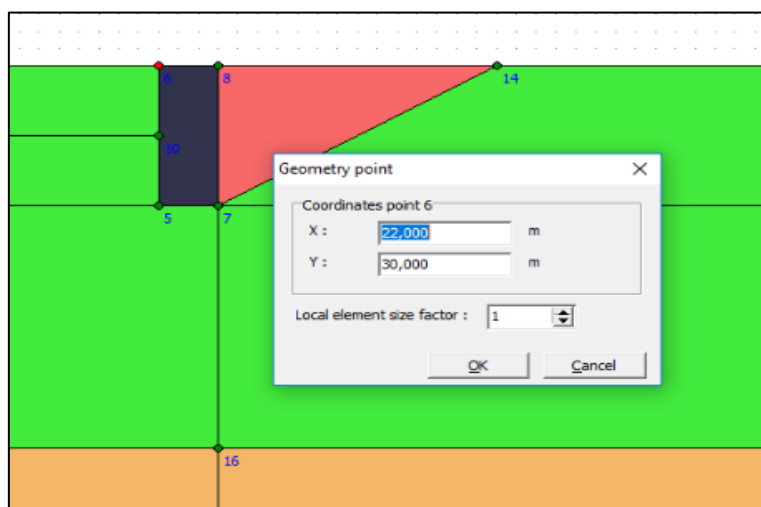 6
8
14
10
5
7
16
Geometry point
Coordinates point 6
X :
22,000
m
Y :
30,000
m
Local element size factor :
1
OK
Cancel